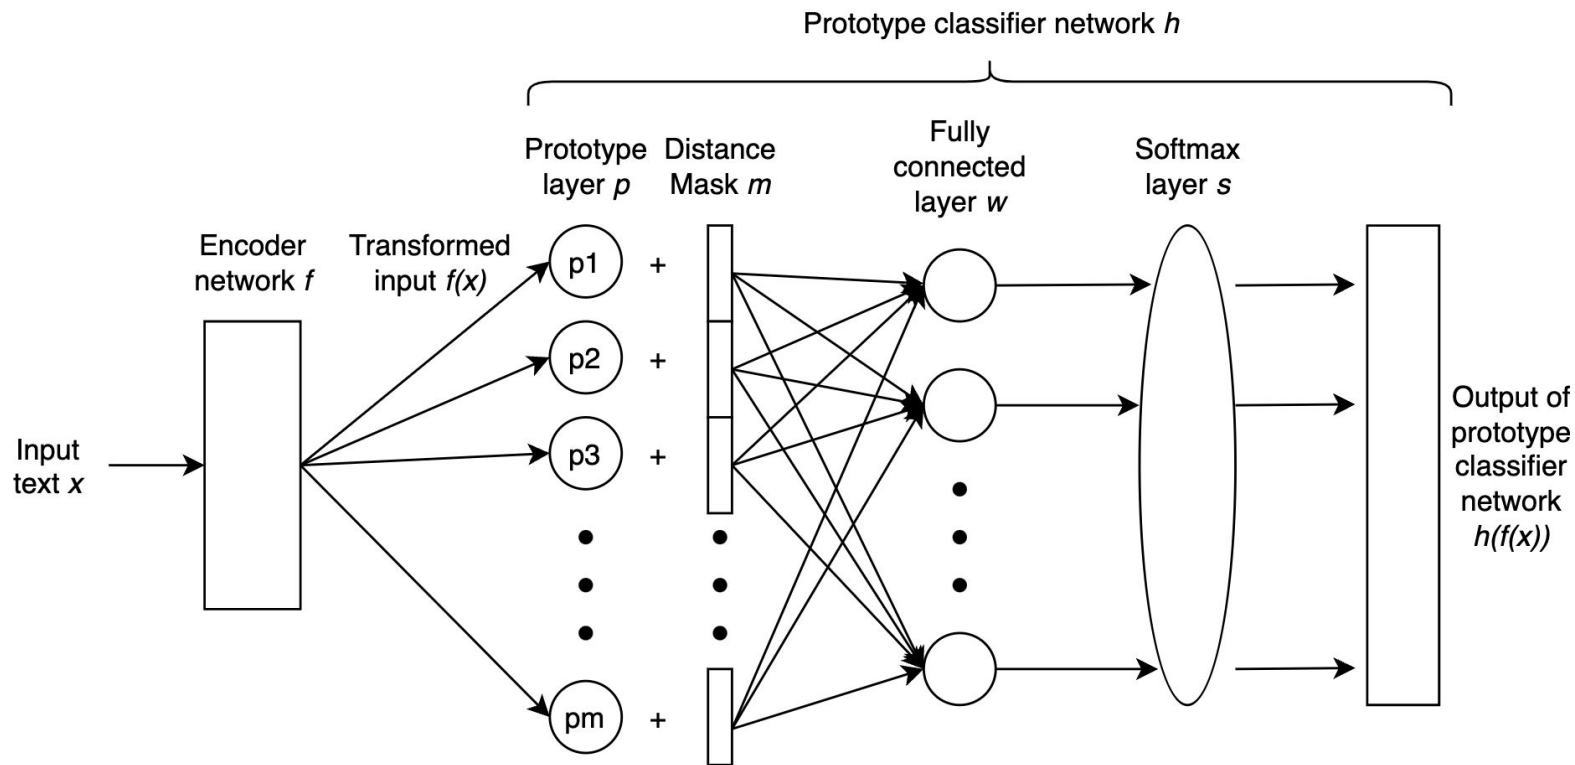 Prototype classifier network h
Prototype
layer p
Distance
Mask m
Fully
connected
layer w
Softmax
layer s
Encoder
network f
Transformed
input f(x)
Input
text x
p1
+
p2
+
p3
+
pm
+
Output of
prototype
classifier
network
h(f(x))